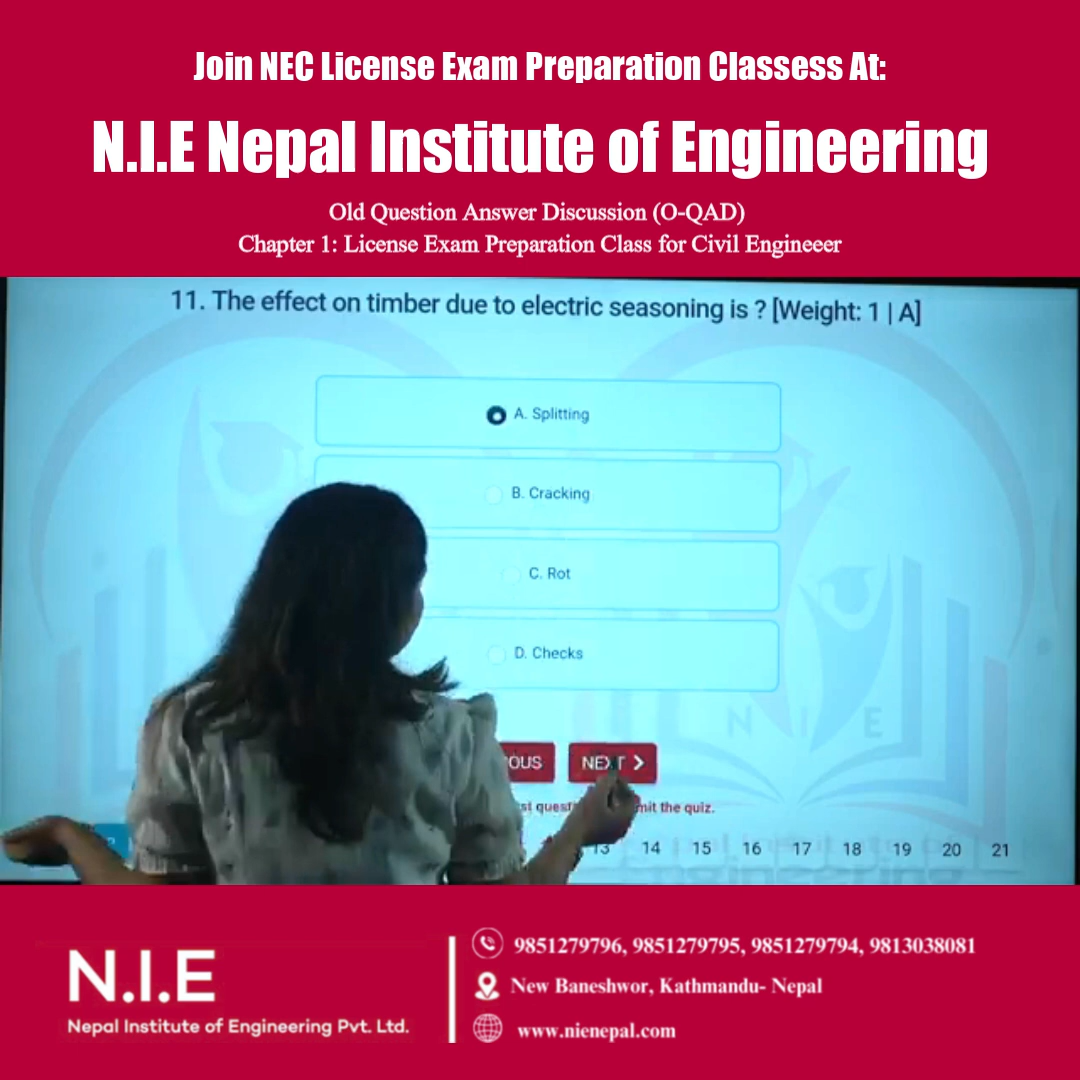 Join NEC License Exam Preparation Classess At:
N.I.E Nepal Institute of Engineering
Old Question Answer Discussion (O-QAD)
Chapter 1: License Exam Preparation Class for Civil Engineeer
11. The effect on timber due to electric seasoning is ? [Weight: 1 | A]
A. Splitting
B. Cracking
C. Rot
D. Checks
N I E
OUS NEXT >
mit the quiz.
13 14 15 16 17 18 19 20 21
N.I.E
Nepal Institute of Engineering Pvt. Ltd.
9851279796, 9851279795, 9851279794, 9813038081
New Baneshwor, Kathmandu- Nepal
www.nienepal.com